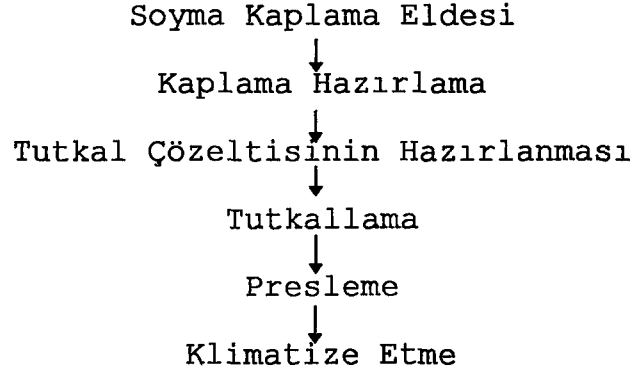 Soyma Kaplama Eldesi
Kaplama Hazırlama
Tutkal Çözeltisinin Hazırlanması
Tutkallama
Presleme
Klimatize Etme